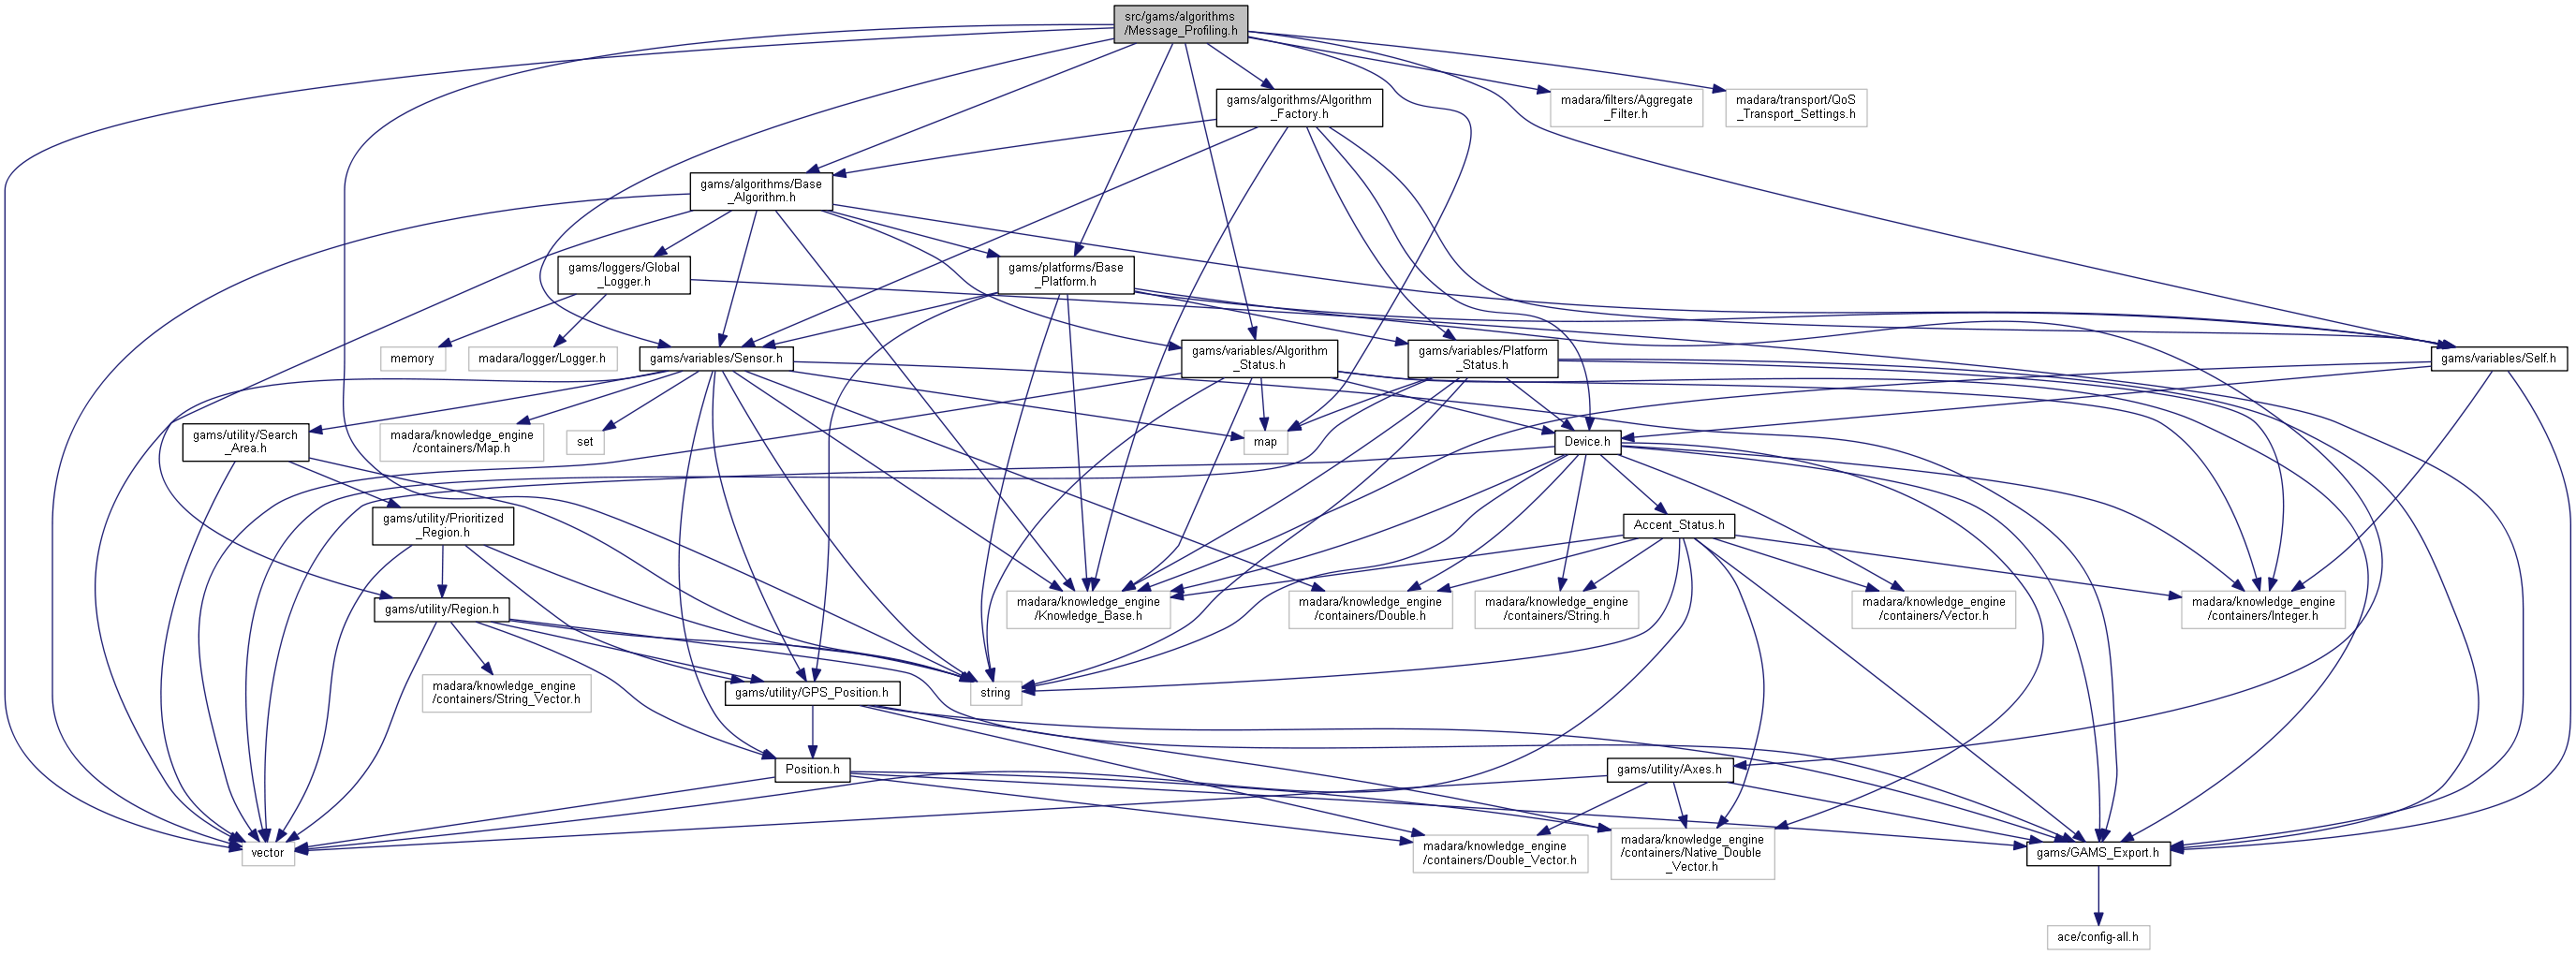 src/gams/algorithms
/Message_Profiling.h
gams/algorithms/Algorithm
_Factory.h
madara/filters/Aggregate
_Filter.h
madara/transport/QoS
_Transport_Settings.h
gams/algorithms/Base
_Algorithm.h
gams/loggers/Global
_Logger.h
gams/platforms/Base
_Platform.h
memory
madara/logger/Logger.h
gams/variables/Sensor.h
gams/variables/Algorithm
_Status.h
gams/variables/Platform
_Status.h
gams/variables/Self.h
gams/utility/Search
_Area.h
madara/knowledge_engine
/containers/Map.h
set
map
Device.h
gams/utility/Prioritized
_Region.h
Accent_Status.h
gams/utility/Region.h
madara/knowledge_engine
/Knowledge_Base.h
madara/knowledge_engine
/containers/Double.h
madara/knowledge_engine
/containers/String.h
madara/knowledge_engine
/containers/Vector.h
madara/knowledge_engine
/containers/Integer.h
madara/knowledge_engine
/containers/String_Vector.h
gams/utility/GPS_Position.h
string
Position.h
gams/utility/Axes.h
vector
madara/knowledge_engine
/containers/Double_Vector.h
madara/knowledge_engine
/containers/Native_Double
_Vector.h
gams/GAMS_Export.h
ace/config-all.h